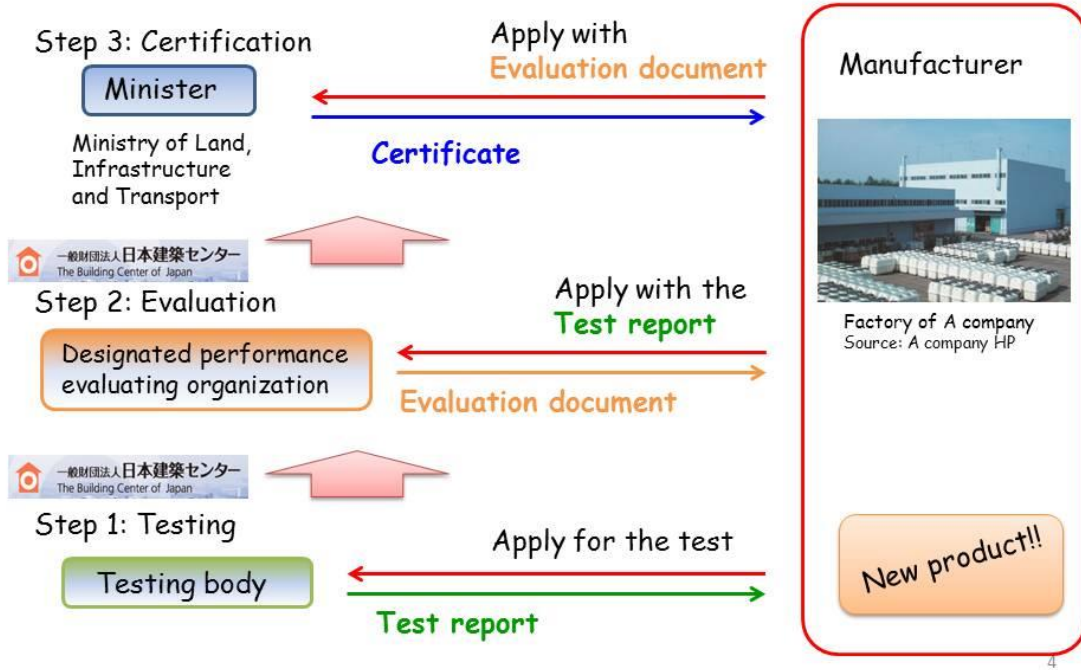 Step 3: Certification
Minister
Ministry of Land,
Infrastructure
and Transport
Apply with
Evaluation document
Certificate
一般財団法人日本建築センター
The Building Center of Japan
Step 2: Evaluation
Designated performance
evaluating organization
Apply with the
Test report
Evaluation document
一般財団法人日本建築センター
The Building Center of Japan
Step 1: Testing
Testing body
Apply for the test
Test report
Manufacturer
Factory of A company
Source: A company HP
New product!!
4